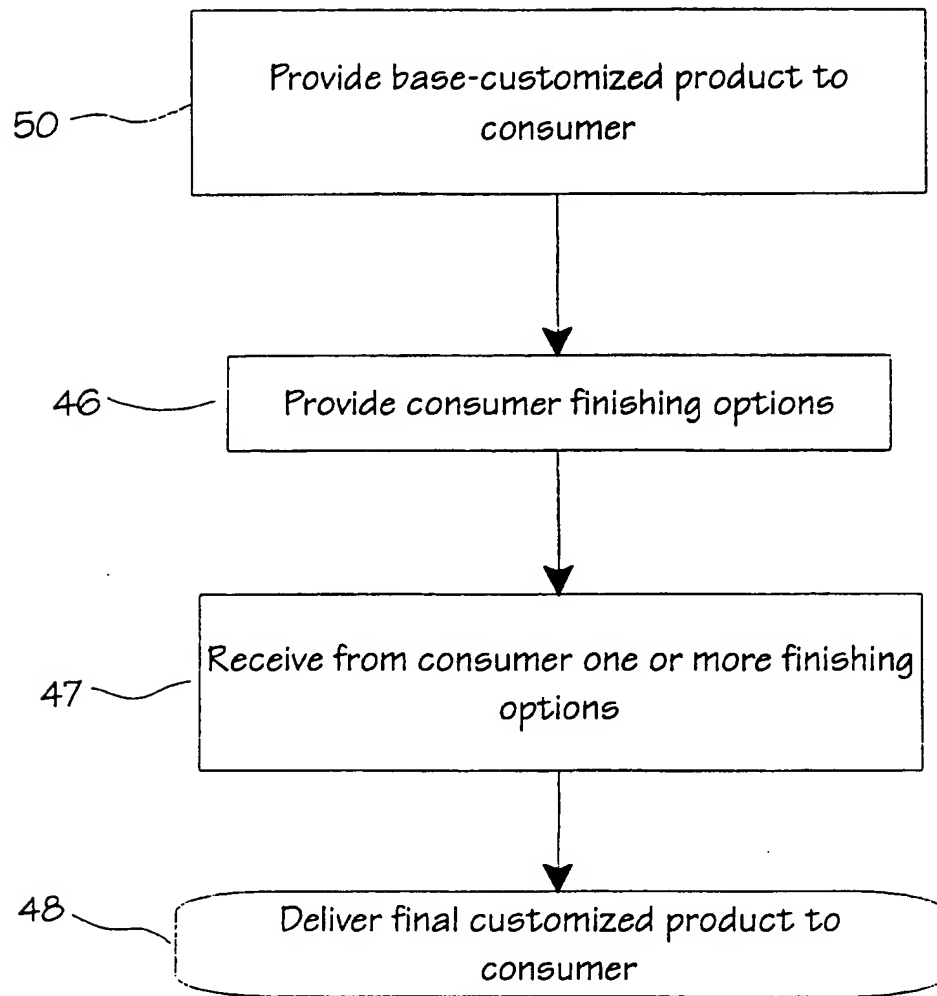 Provide base-customized product to
consumer
50
Provide consumer finishing options
46
Receive from consumer one or more finishing
options
47
Deliver final customized product to
consumer
48